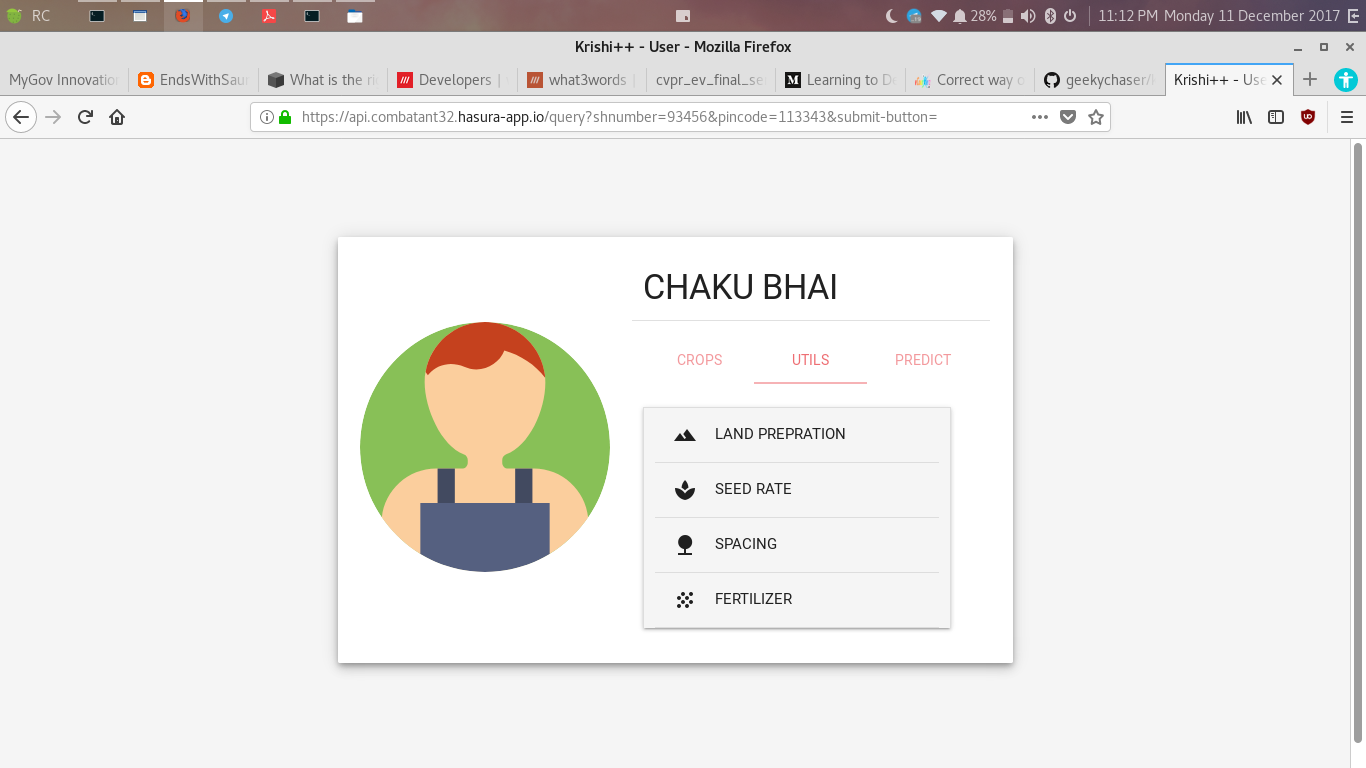 RC
28%
11:12 PM Monday 11 December 2017
Krishi++ - User - Mozilla Firefox
MyGov Innovation
EndsWithSau
What is the
Developers |
what3words |
cvpr_ev_final_se
Learning to De
Correct way o
geekychaser/
Krishi++ - Use
https://api.combatant32.hasura-app.io/query?shnumber=93456&pincode=113343&submit-button=
CHAKU BHAI
CROPS UTILS PREDICT
LAND PREPRATION
SEED RATE
SPACING
FERTILIZER